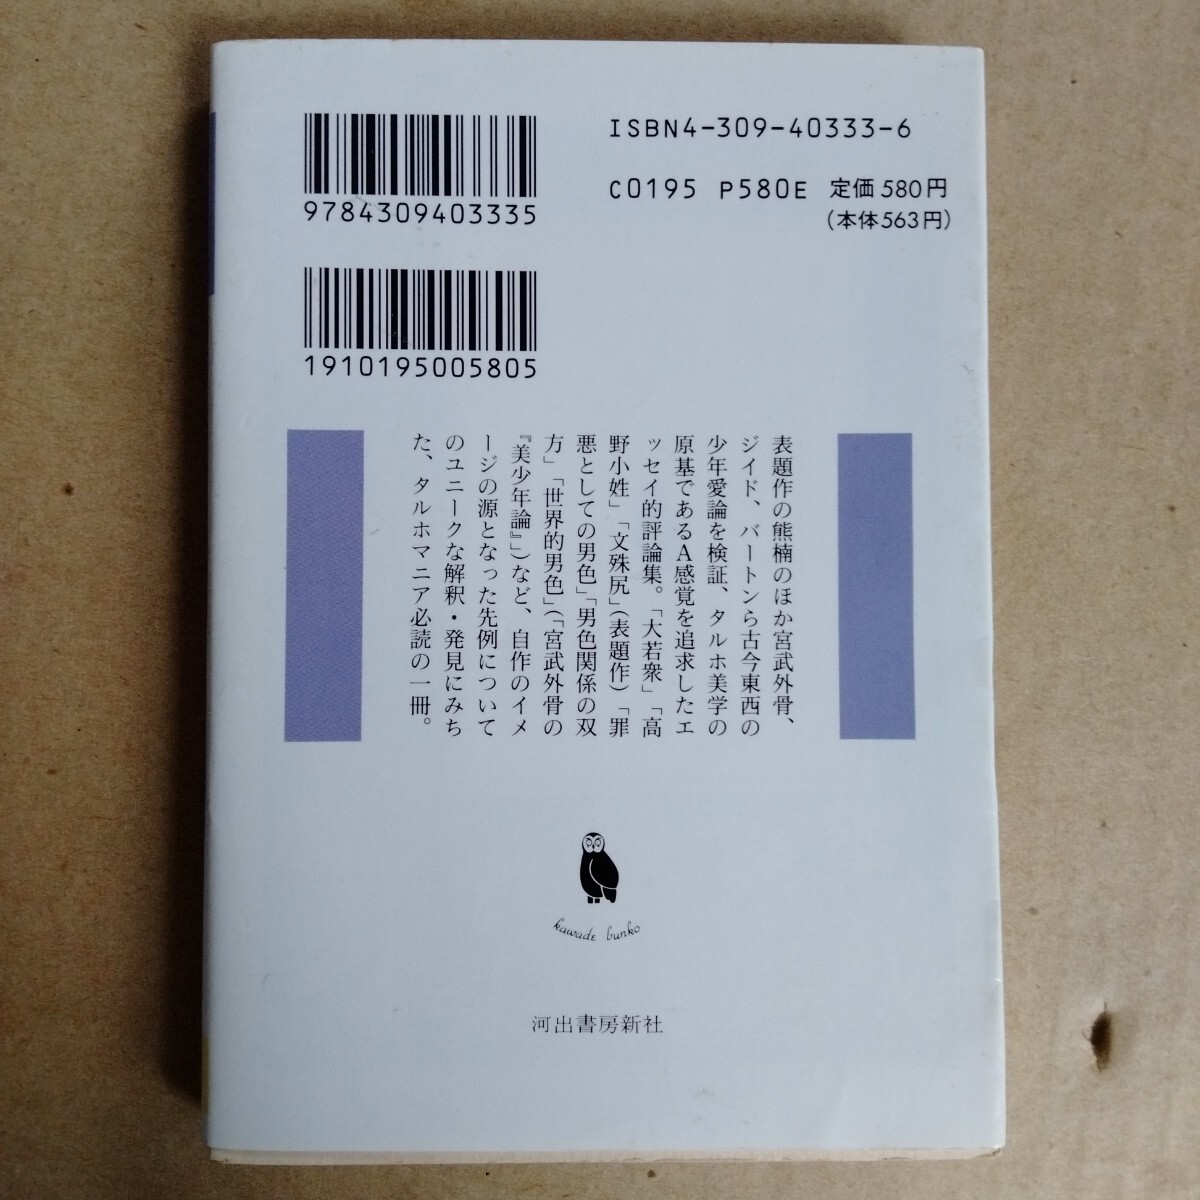 ISBN4-309-40333-6
9784309403335
C0195 P580E 定価580円
(本体563円)
1910195005805
表題作の熊楠のほか宮武外骨、
ジイド、バートンら古今東西の
少年愛論を検証、タルホ美学の
原基であるA感覚を追求したエ
ッセイ的評論集。「大若衆」「高
野小姓」「文殊尻」(表題作)「罪
悪としての男色」「男色関係の双
方」「世界的男色」(「宮武外骨の
『美少年論』」)など、自作のイメ
ージの源となった先例について
のユニークな解釈・発見にみち
た、タルホマニア必読の一冊。
kawade bunko
河出書房新社